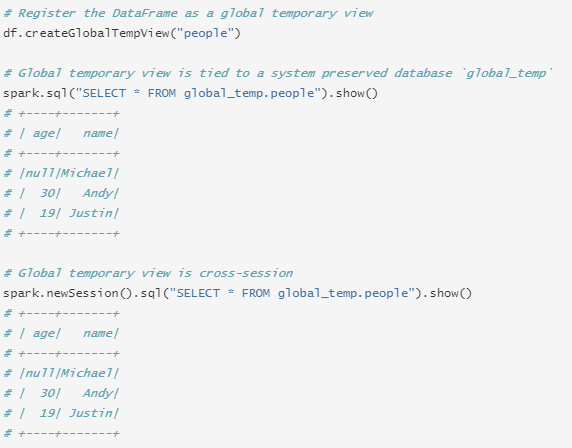 # Register the DataFrame as a global temporary view
df.createGlobalTempView("people")
# Global temporary view is tied to a system preserved database `global_temp`
spark.sql("SELECT * FROM global_temp.people").show()
# +----+-------+
# | age|   name|
# +----+-------+
# |null|Michael|
# |  30|   Andy|
# |  19| Justin|
# +----+-------+
# Global temporary view is cross-session
spark.newSession().sql("SELECT * FROM global_temp.people").show()
# +----+-------+
# | age|   name|
# +----+-------+
# |null|Michael|
# |  30|   Andy|
# |  19| Justin|
# +----+-------+